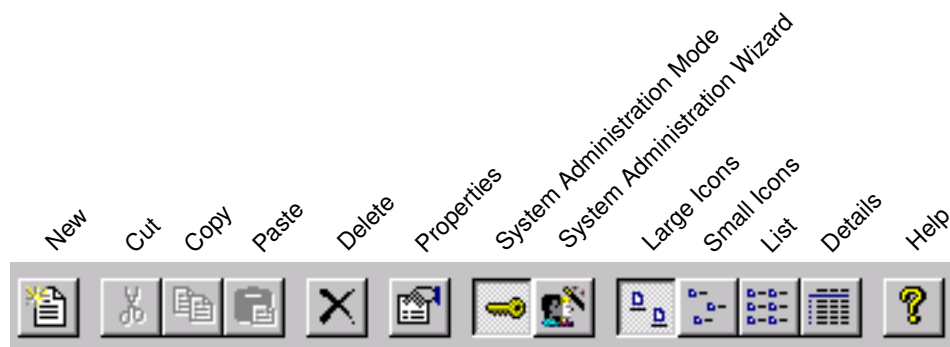 New
Cut
Copy
Paste
Delete
Properties
System Administration Mode
System Administration Wizard
Large Icons
Small Icons
List
Details
Help